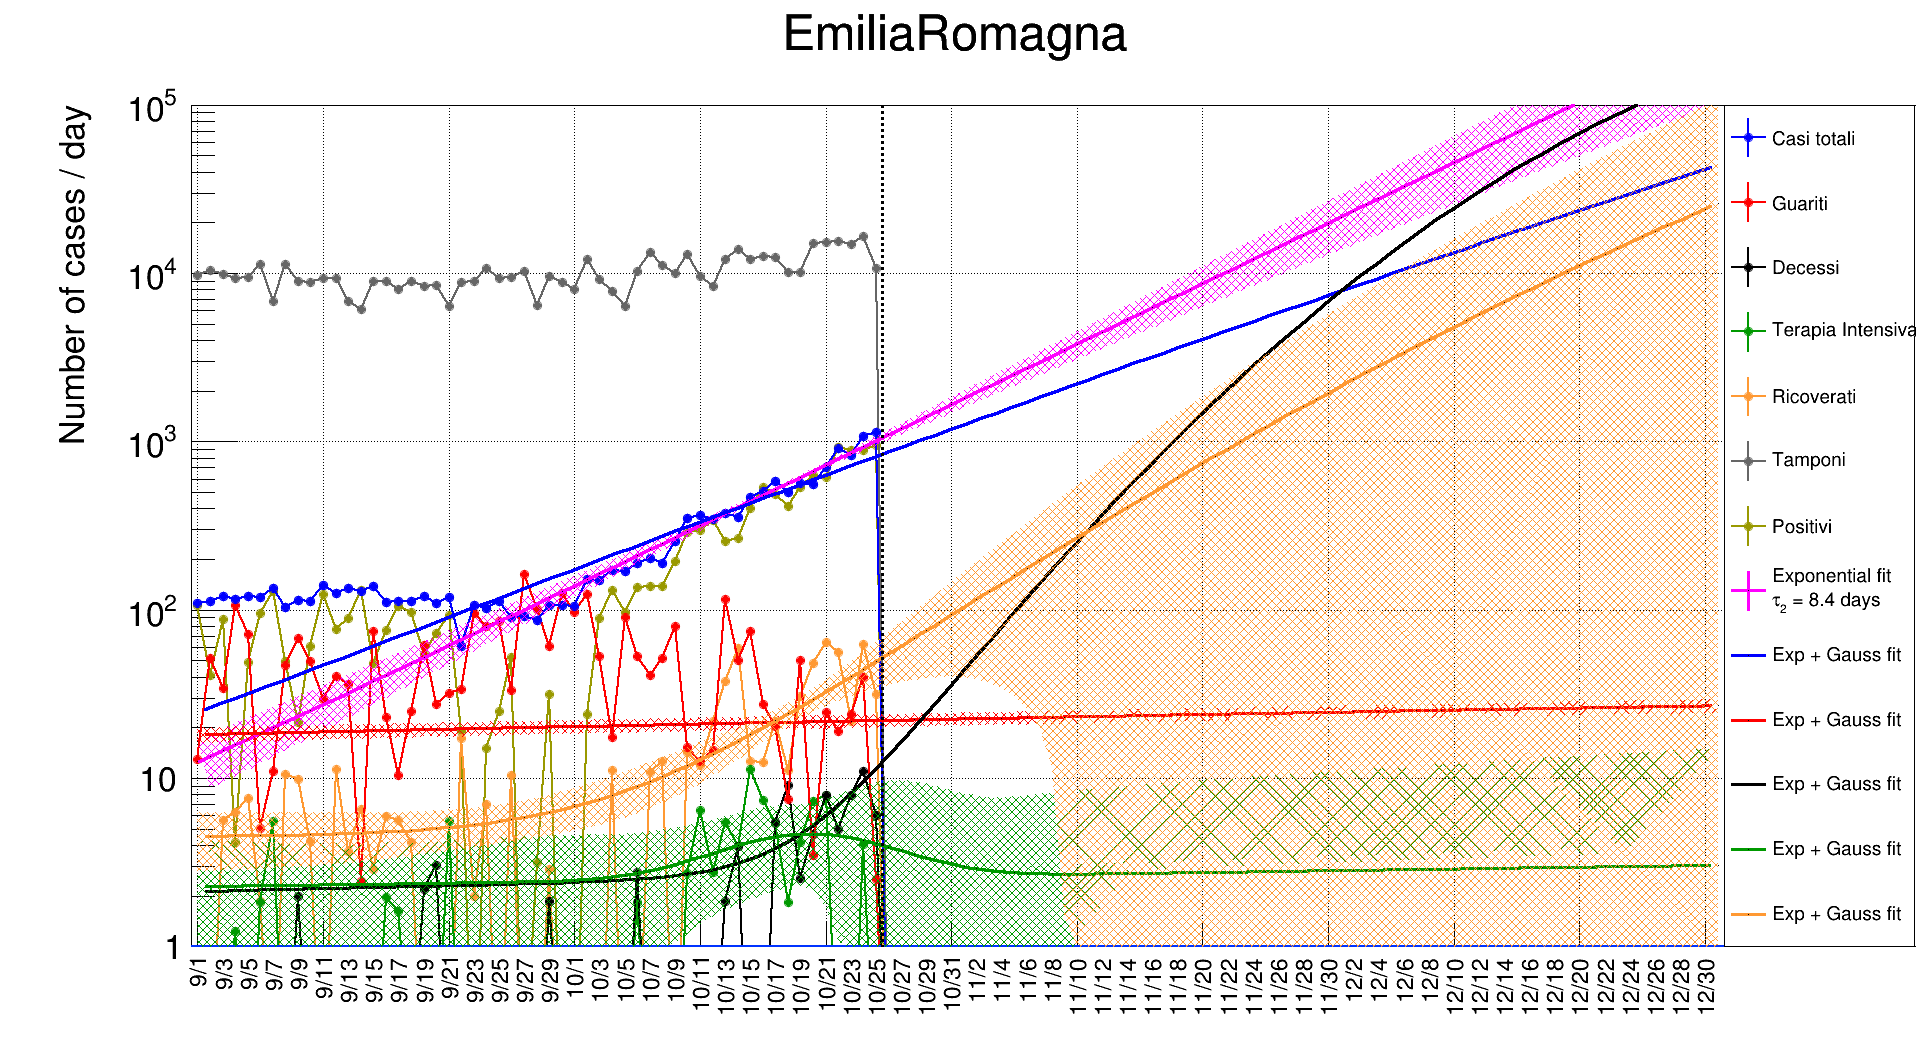 EmiliaRomagna
Number of cases / day
10^5
10^4
10^3
10^2
10
1
9/1 9/3 9/5 9/7 9/9 9/11 9/13 9/15 9/17 9/19 9/21 9/23 9/25 9/27 9/29 10/1 10/3 10/5 10/7 10/9 10/11 10/13 10/15 10/17 10/19 10/21 10/23 10/25 10/27 10/29 10/31 11/2 11/4 11/6 11/8 11/10 11/12 11/14 11/16 11/18 11/20 11/22 11/24 11/26 11/28 11/30 12/2 12/4 12/6 12/8 12/10 12/12 12/14 12/16 12/18 12/20 12/22 12/24 12/26 12/28 12/30
Casi totali
Guariti
Decessi
Terapia Intensiva
Ricoverati
Tamponi
Positivi
Exponential fit
τ₂ = 8.4 days
Exp + Gauss fit
Exp + Gauss fit
Exp + Gauss fit
Exp + Gauss fit
Exp + Gauss fit